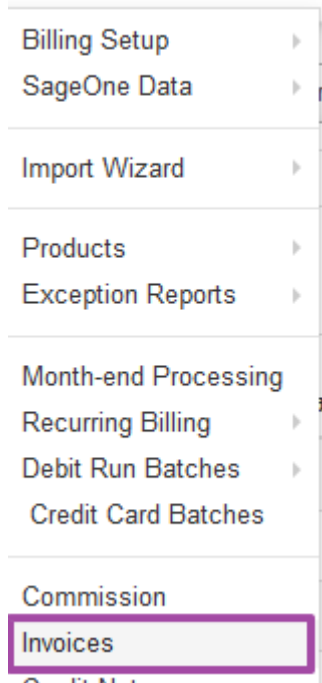 Billing Setup
SageOne Data
Import Wizard
Products
Exception Reports
Month-end Processing
Recurring Billing
Debit Run Batches
Credit Card Batches
Commission
Invoices